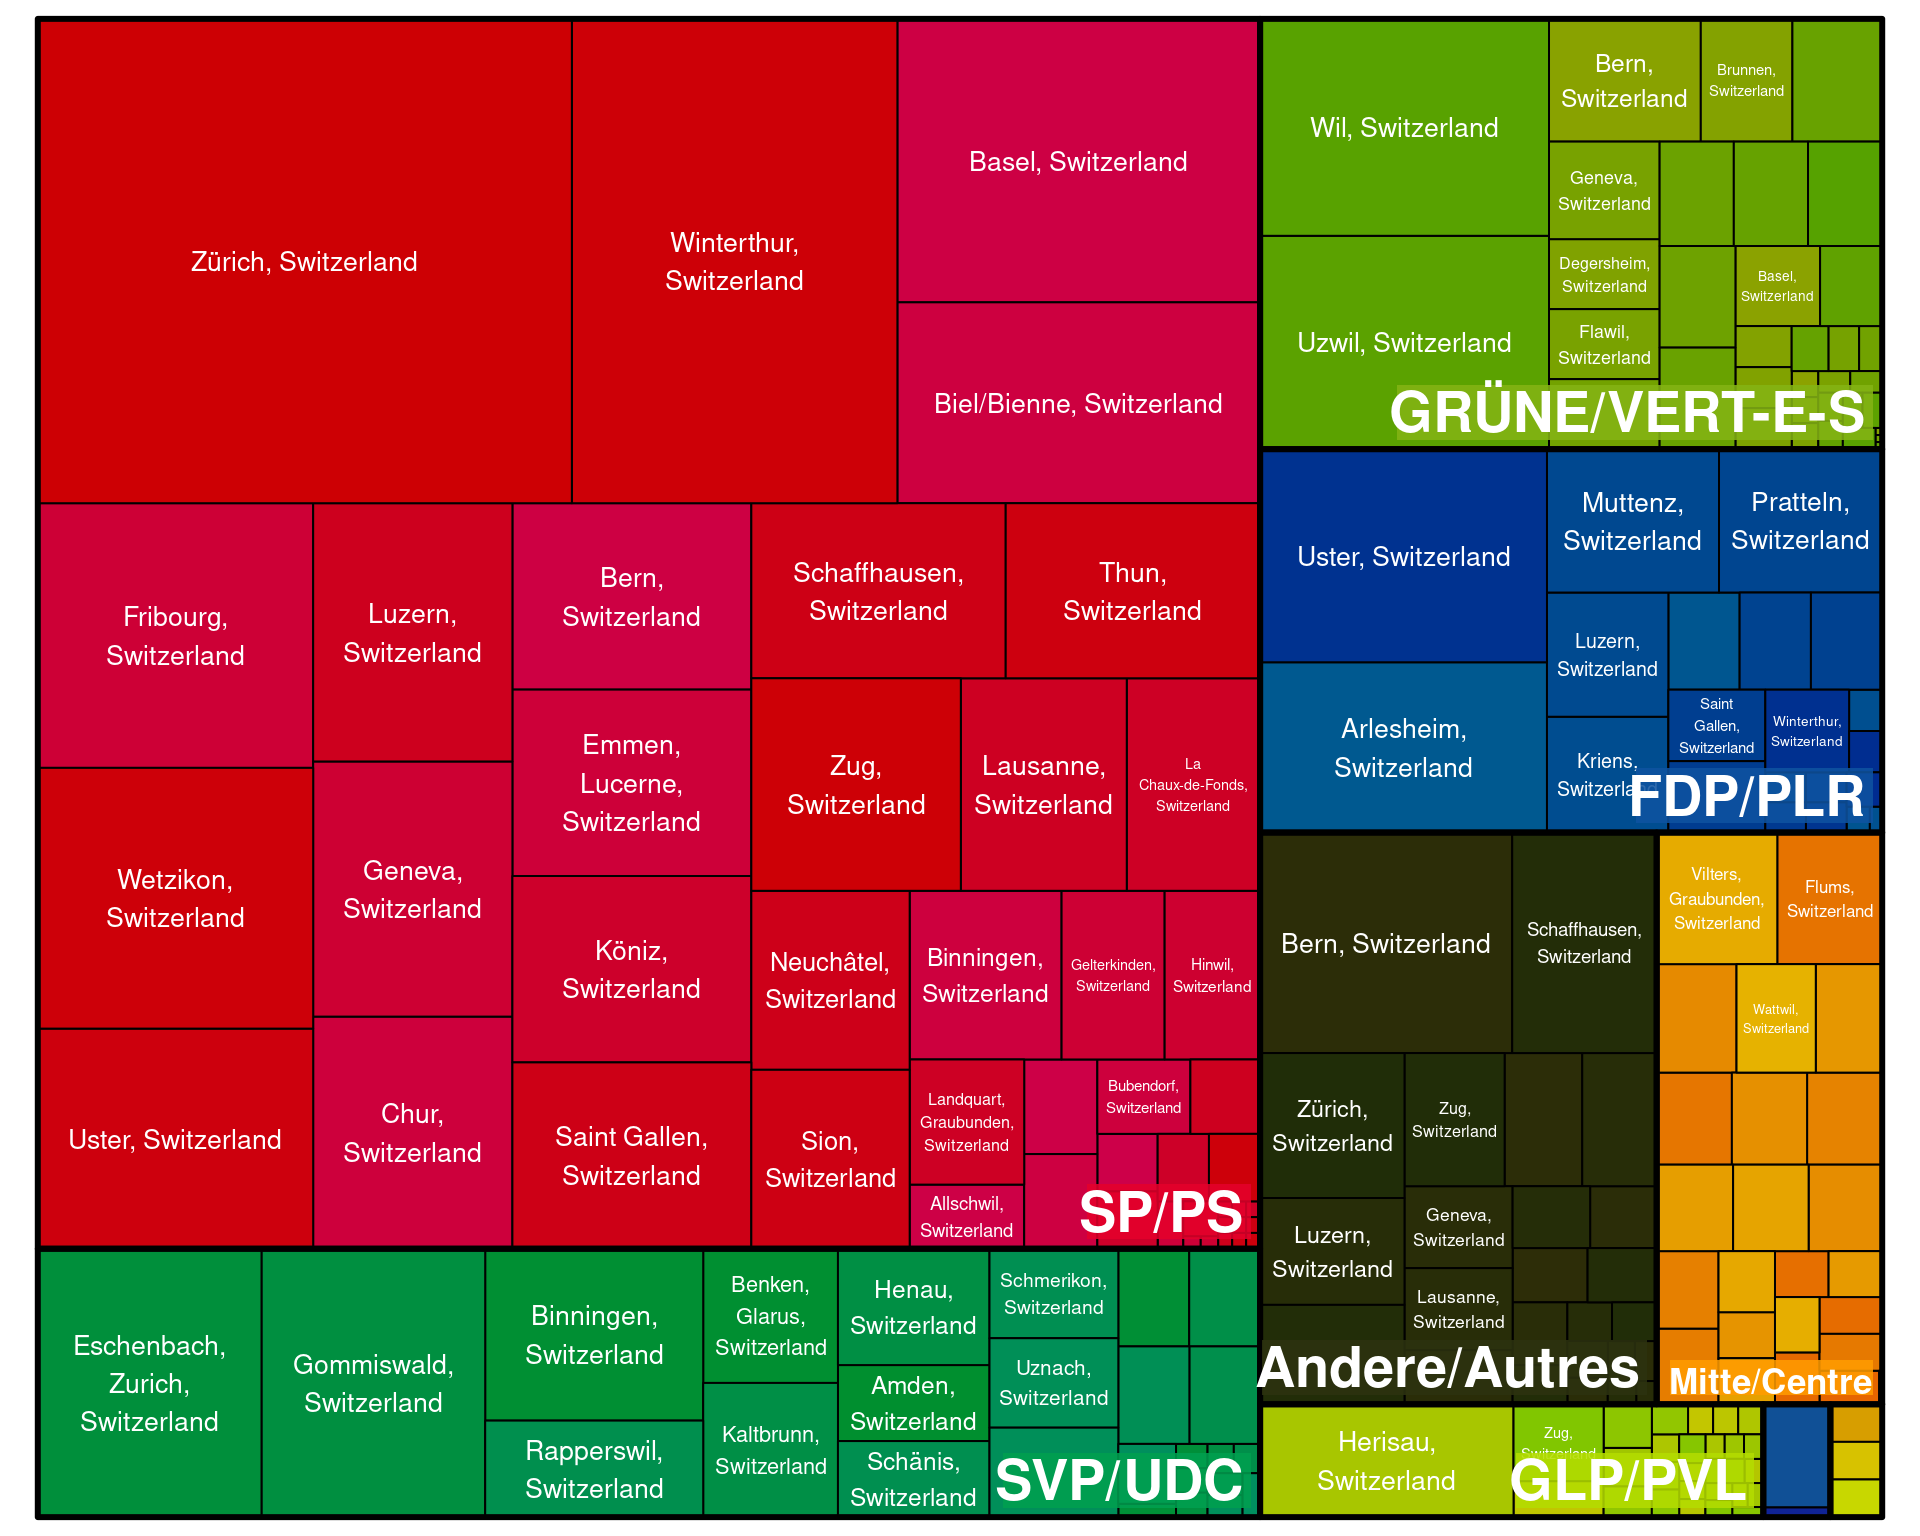 Zürich, Switzerland
Winterthur,
Switzerland
Basel, Switzerland
Biel/Bienne, Switzerland
Fribourg,
Switzerland
Luzern,
Switzerland
Bern,
Switzerland
Schaffhausen,
Switzerland
Thun,
Switzerland
Emmen,
Lucerne,
Switzerland
Zug,
Switzerland
Lausanne,
Switzerland
La
Chaux-de-Fonds,
Switzerland
Wetzikon,
Switzerland
Geneva,
Switzerland
Köniz,
Switzerland
Neuchâtel,
Switzerland
Binningen,
Switzerland
Gelterkinden,
Switzerland
Hinwil,
Switzerland
Uster, Switzerland
Chur,
Switzerland
Saint Gallen,
Switzerland
Sion,
Switzerland
Landquart,
Graubunden,
Switzerland
Bubendorf,
Switzerland
Allschwil,
Switzerland
SP/PS
Eschenbach,
Zurich,
Switzerland
Gommiswald,
Switzerland
Binningen,
Switzerland
Rapperswil,
Switzerland
Benken,
Glarus,
Switzerland
Kaltbrunn,
Switzerland
Henau,
Switzerland
Amden,
Switzerland
Schänis,
Switzerland
Schmerikon,
Switzerland
Uznach,
Switzerland
SVP/UDC
Wil, Switzerland
Uzwil, Switzerland
Bern,
Switzerland
Brunnen,
Switzerland
Geneva,
Switzerland
Degersheim,
Switzerland
Flawil,
Switzerland
Basel,
Switzerland
GRÜNE/VERT-E-S
Uster, Switzerland
Arlesheim,
Switzerland
Muttenz,
Switzerland
Pratteln,
Switzerland
Luzern,
Switzerland
Kriens,
Switzerland
Saint
Gallen,
Switzerland
Winterthur,
Switzerland
FDP/PLR
Bern, Switzerland
Schaffhausen,
Switzerland
Zürich,
Switzerland
Zug,
Switzerland
Luzern,
Switzerland
Geneva,
Switzerland
Lausanne,
Switzerland
Andere/Autres
Vilters,
Graubunden,
Switzerland
Flums,
Switzerland
Wattwil,
Switzerland
Mitte/Centre
Herisau,
Switzerland
Zug,
Switzerland
GLP/PVL